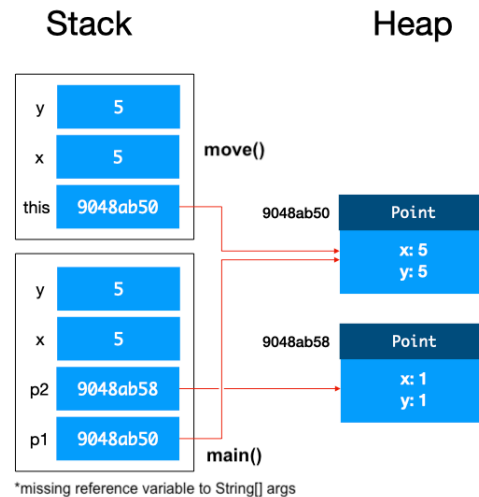 Stack
Heap
y 5
x 5
move()
this 9048ab50
9048ab50 Point
x: 5
y: 5
y 5
x 5
9048ab58 Point
x: 1
y: 1
p2 9048ab58
p1 9048ab50
main()
*missing reference variable to String[] args